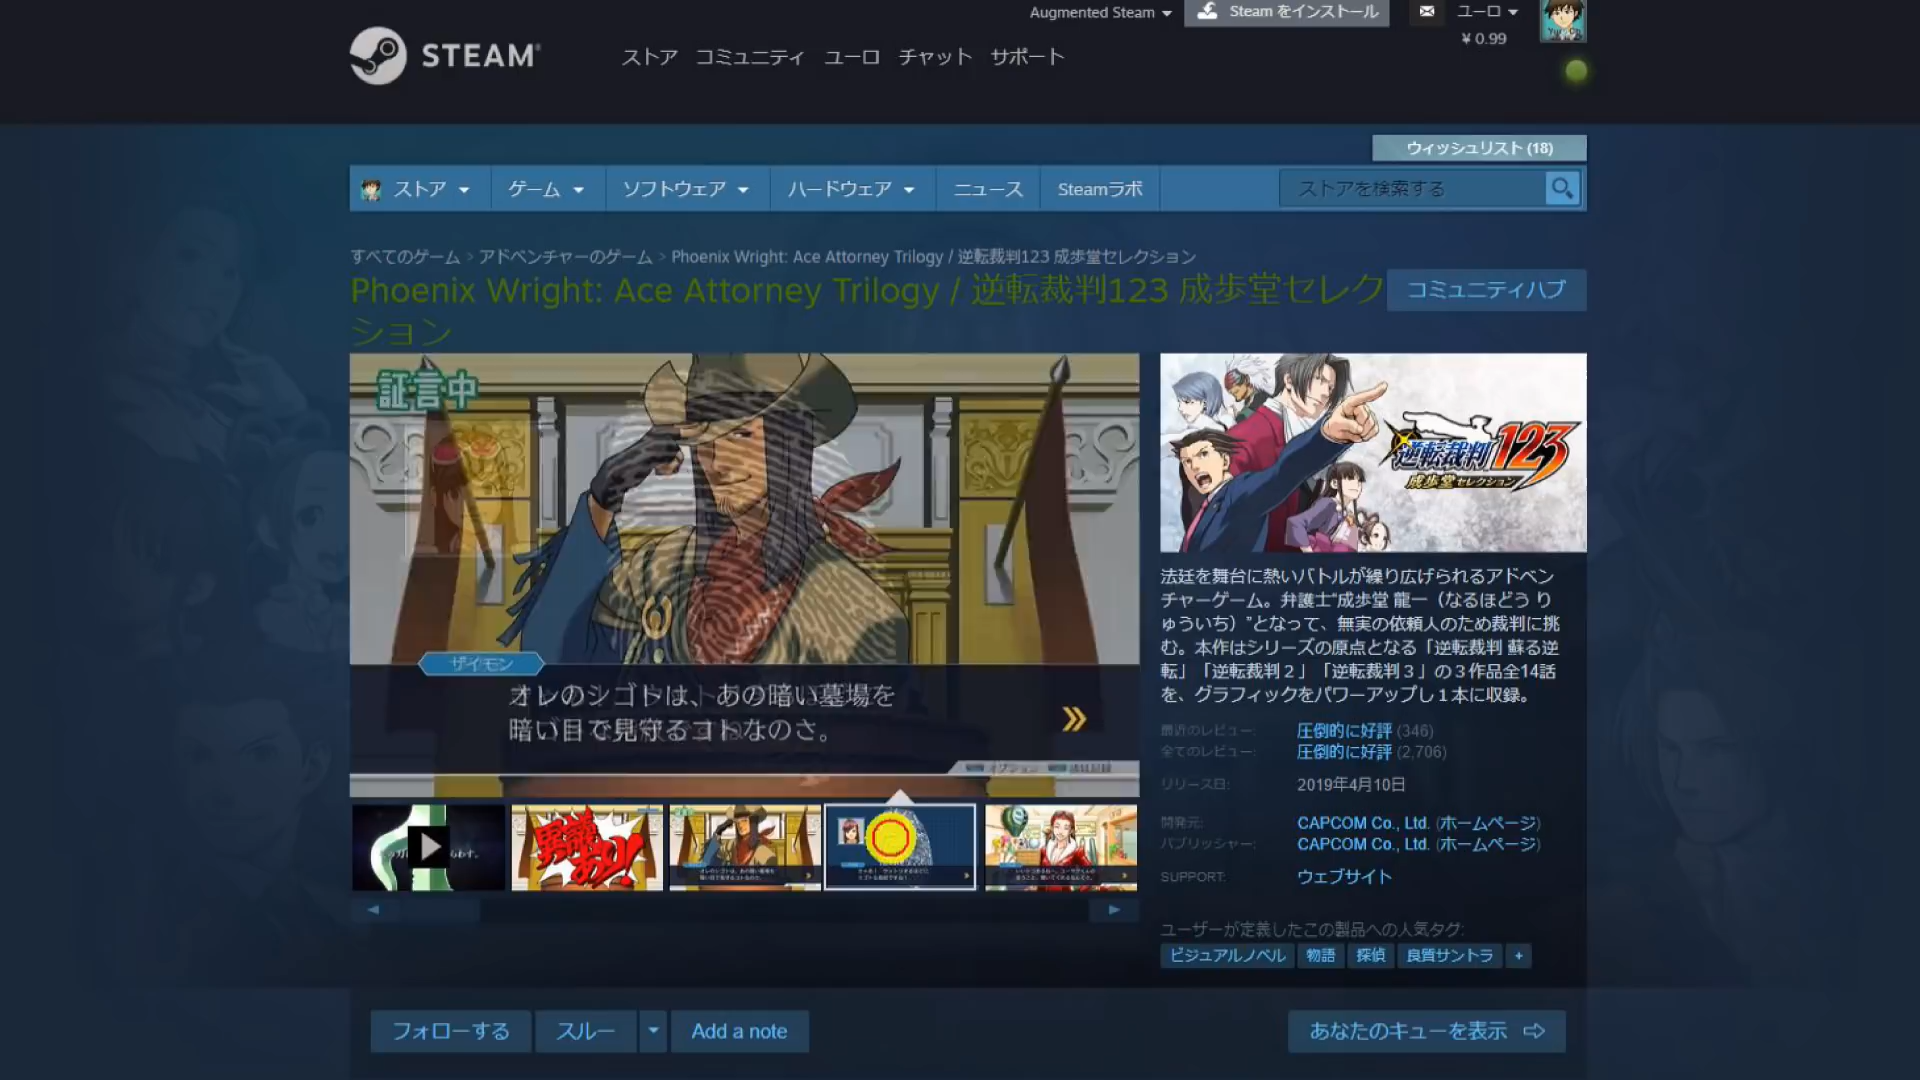 Augmented Steam
Steam をインストール
ユーロ
¥ 0.99
STEAM
ストア コミュニティ ユーロ チャット サポート
ウィッシュリスト (18)
ストア ゲーム ソフトウェア ハードウェア ニュース Steamラボ
ストアを検索する
すべてのゲーム > アドベンチャーのゲーム > Phoenix Wright: Ace Attorney Trilogy / 逆転裁判123 成歩堂セレクション
Phoenix Wright: Ace Attorney Trilogy / 逆転裁判123 成歩堂セレク
ション
コミュニティハブ
証言中
ザイモン
オレのシゴトは、あの暗い墓場を
暗い目で見守るコトなのさ。
異議あり!
逆転裁判123
成歩堂セレクション
法廷を舞台に熱いバトルが繰り広げられるアドベン
チャーゲーム。弁護士“成歩堂 龍一（なるほどう り
ゅういち）”となって、無実の依頼人のため裁判に挑
む。本作はシリーズの原点となる「逆転裁判 蘇る逆
転」「逆転裁判２」「逆転裁判３」の３作品全14話
を、グラフィックをパワーアップし１本に収録。
最近のレビュー: 圧倒的に好評 (346)
全てのレビュー: 圧倒的に好評 (2,706)
リリース日: 2019年4月10日
開発元: CAPCOM Co., Ltd. (ホームページ)
パブリッシャー: CAPCOM Co., Ltd. (ホームページ)
SUPPORT: ウェブサイト
ユーザーが定義したこの製品への人気タグ:
ビジュアルノベル 物語 探偵 良質サントラ +
フォローする スルー Add a note
あなたのキューを表示